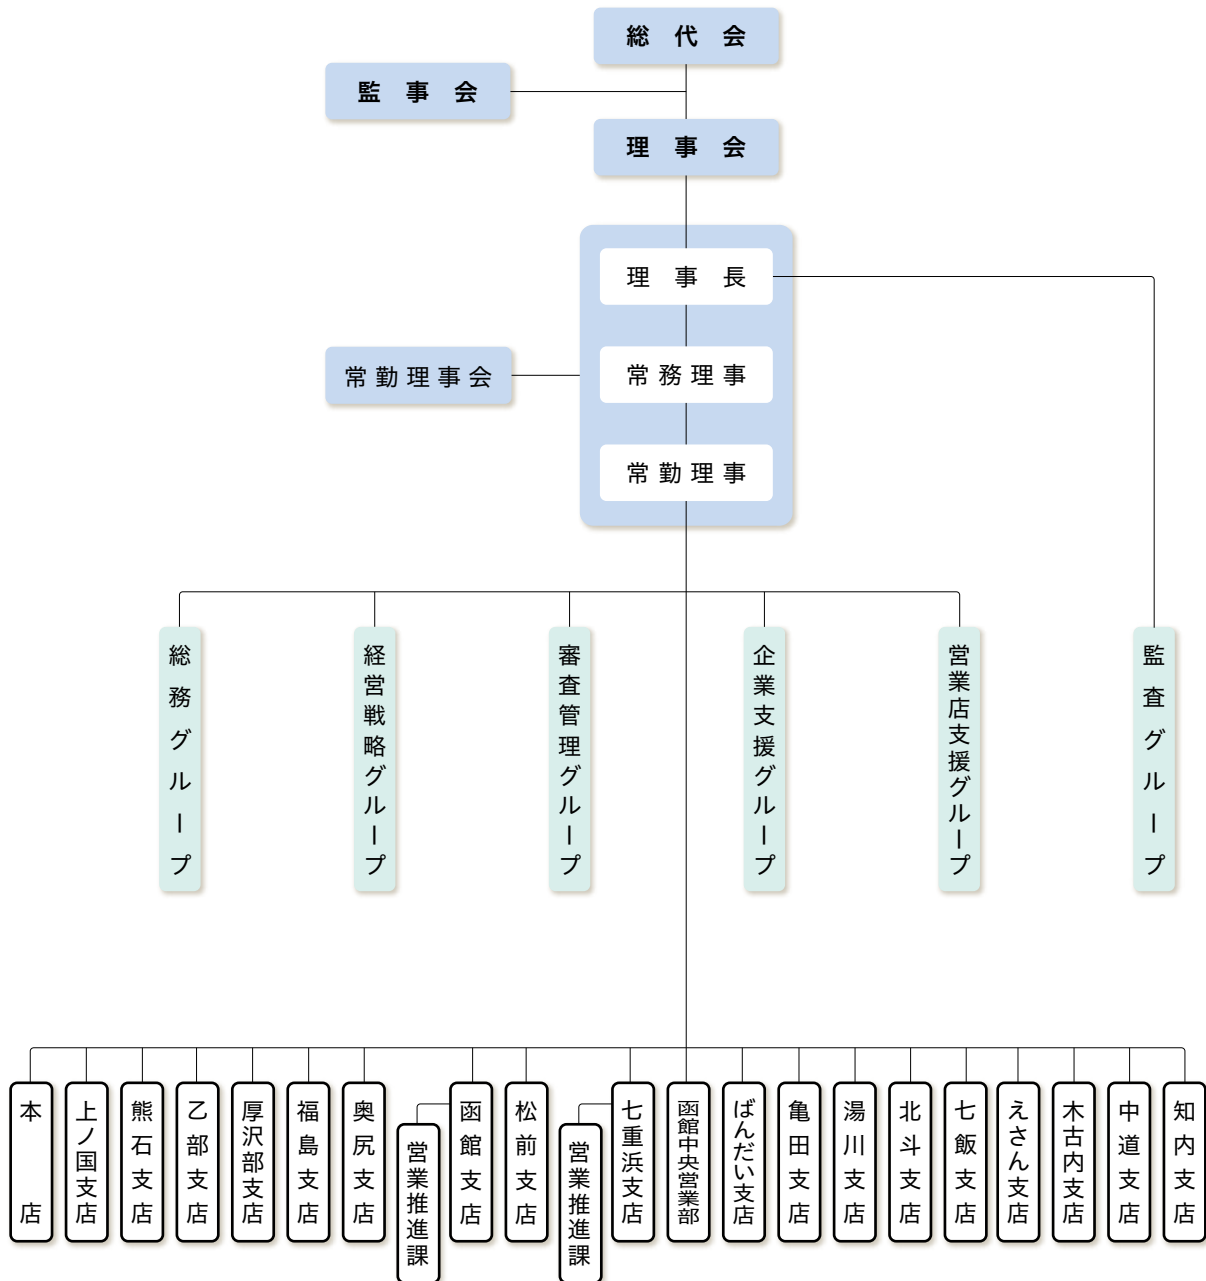 総代会
監事会
理事会
理事長
常勤理事会
常務理事
常勤理事
総務グループ
経営戦略グループ
審査管理グループ
企業支援グループ
営業店支援グループ
監査グループ
本店
上ノ国支店
熊石支店
乙部支店
厚沢部支店
福島支店
奥尻支店
営業推進課
函館支店
松前支店
営業推進課
七重浜支店
函館中央営業部
ばんだい支店
亀田支店
湯川支店
北斗支店
七飯支店
えさん支店
木古内支店
中道支店
知内支店